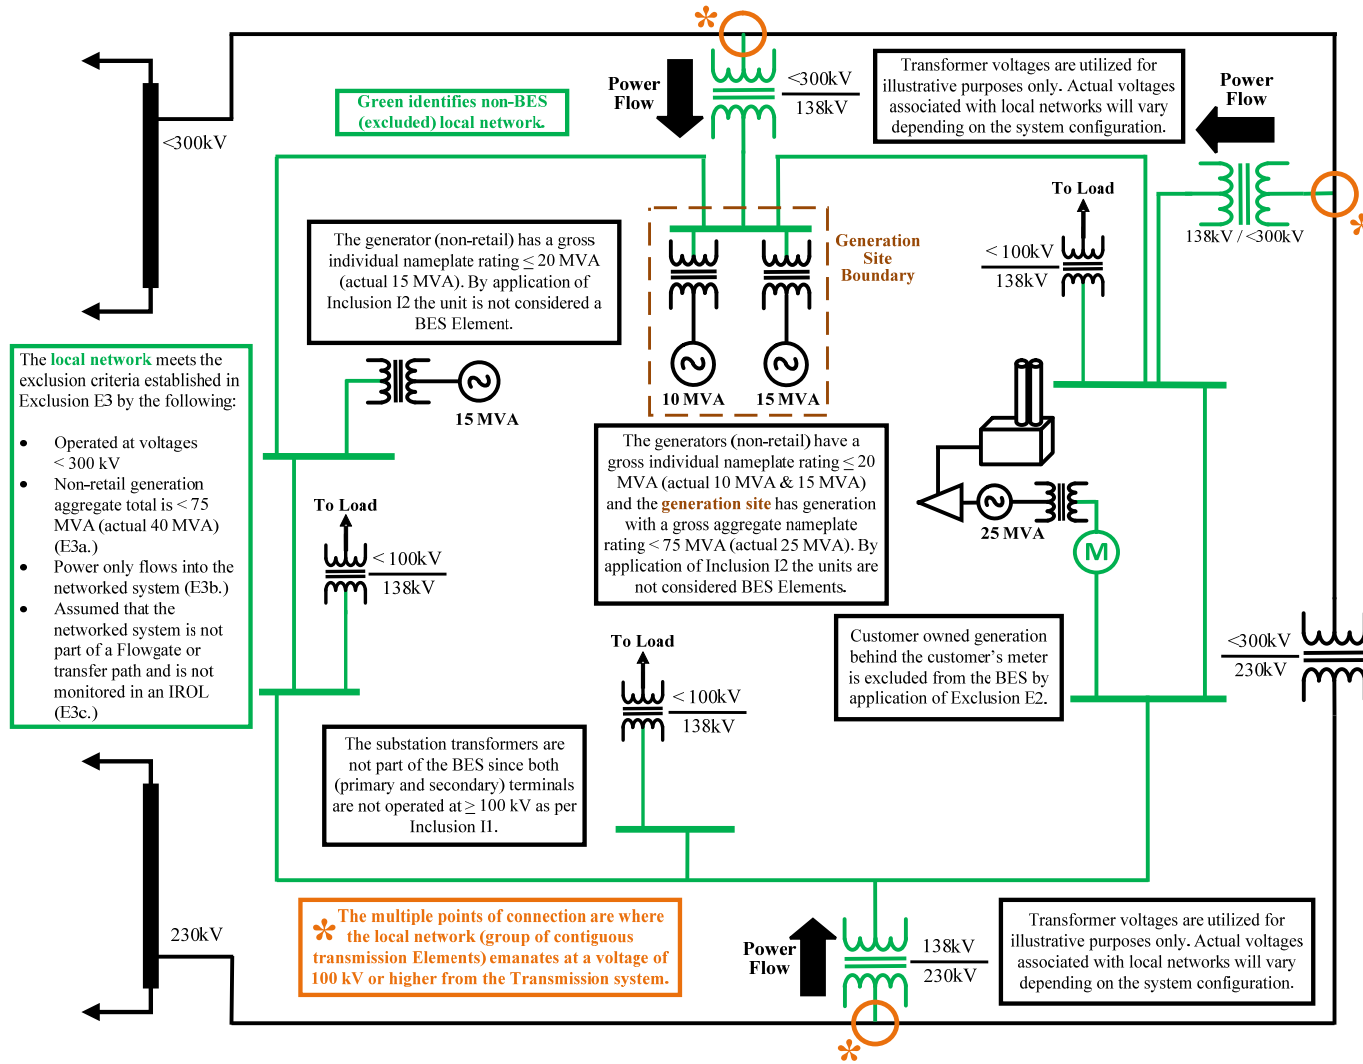 *
<300kV
Power
Flow
<300kV
138kV
Transformer voltages are utilized for
illustrative purposes only. Actual voltages
associated with local networks will vary
depending on the system configuration.
Power
Flow
Green identifies non-BES
(excluded) local network.
138kV / <300kV
*
To Load
< 100kV
138kV
The generator (non-retail) has a gross
individual nameplate rating ≤ 20 MVA
(actual 15 MVA). By application of
Inclusion I2 the unit is not considered a
BES Element.
Generation
Site
Boundary
15 MVA
10 MVA
15 MVA
The local network meets the
exclusion criteria established in
Exclusion E3 by the following:
• Operated at voltages
< 300 kV
• Non-retail generation
aggregate total is < 75
MVA (actual 40 MVA)
(E3a.)
• Power only flows into the
networked system (E3b.)
• Assumed that the
networked system is not
part of a Flowgate or
transfer path and is not
monitored in an IROL
(E3c.)
The generators (non-retail) have a
gross individual nameplate rating ≤ 20
MVA (actual 10 MVA & 15 MVA)
and the generation site has generation
with a gross aggregate nameplate
rating < 75 MVA (actual 25 MVA). By
application of Inclusion I2 the units are
not considered BES Elements.
25 MVA
M
To Load
< 100kV
138kV
To Load
< 100kV
138kV
Customer owned generation
behind the customer's meter
is excluded from the BES by
application of Exclusion E2.
<300kV
230kV
The substation transformers are
not part of the BES since both
(primary and secondary) terminals
are not operated at ≥ 100 kV as per
Inclusion I1.
230kV
* The multiple points of connection are where
the local network (group of contiguous
transmission Elements) emanates at a voltage of
100 kV or higher from the Transmission system.
Power
Flow
138kV
230kV
Transformer voltages are utilized for
illustrative purposes only. Actual voltages
associated with local networks will vary
depending on the system configuration.
*